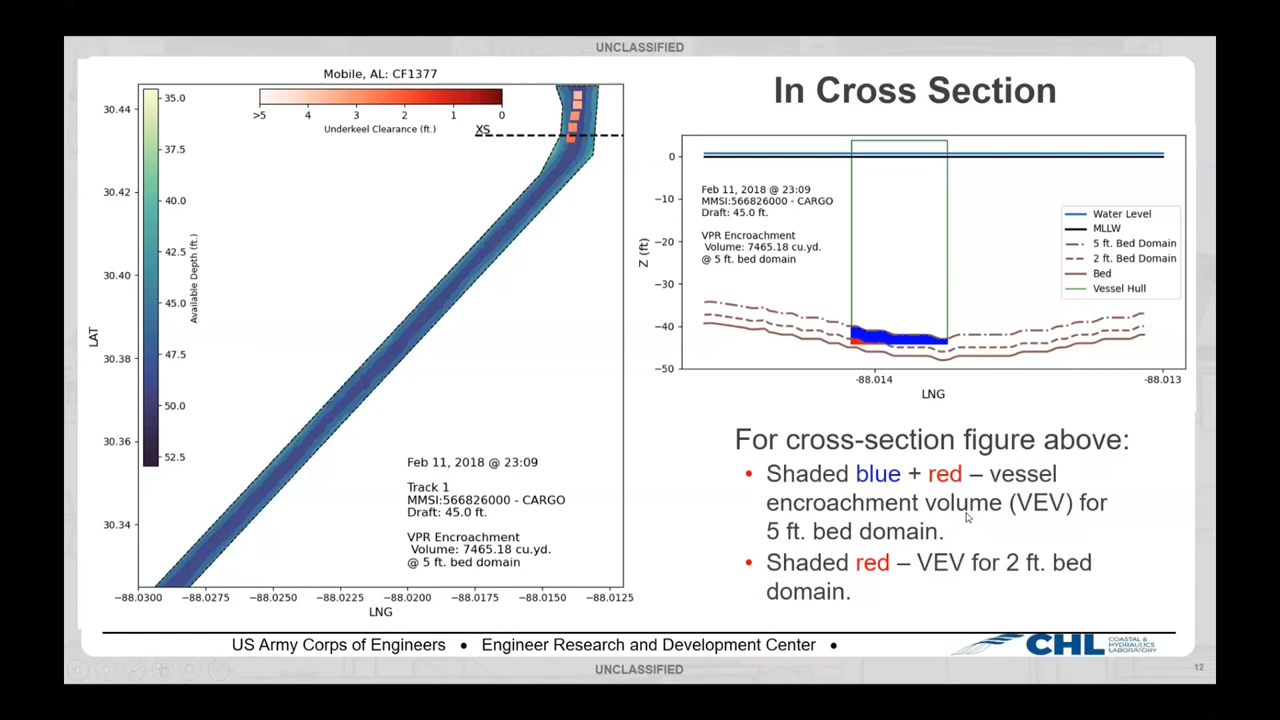 UNCLASSIFIED
Mobile, AL: CF1377
>5 4 3 2 1 0
Underkeel Clearance (ft.)
XS
35.0
37.5
40.0
42.5
45.0
47.5
50.0
52.5
Available Depth (ft.)
LAT
30.44
30.42
30.40
30.38
30.36
30.34
Feb 11, 2018 @ 23:09
Track 1
MMSI:566826000 - CARGO
Draft: 45.0 ft.
VPR Encroachment
Volume: 7465.18 cu.yd.
@ 5 ft. bed domain
−88.0300 −88.0275 −88.0250 −88.0225 −88.0200 −88.0175 −88.0150 −88.0125
LNG
In Cross Section
Z (ft)
0
−10
−20
−30
−40
−50
Feb 11, 2018 @ 23:09
MMSI:566826000 - CARGO
Draft: 45.0 ft.
VPR Encroachment
Volume: 7465.18 cu.yd.
@ 5 ft. bed domain
Water Level
MLLW
5 ft. Bed Domain
2 ft. Bed Domain
Bed
Vessel Hull
-88.014 -88.013
LNG
For cross-section figure above:
• Shaded blue + red – vessel
encroachment volume (VEV) for
5 ft. bed domain.
• Shaded red – VEV for 2 ft. bed
domain.
US Army Corps of Engineers • Engineer Research and Development Center •
CHL
COASTAL &
HYDRAULICS
LABORATORY
UNCLASSIFIED
12